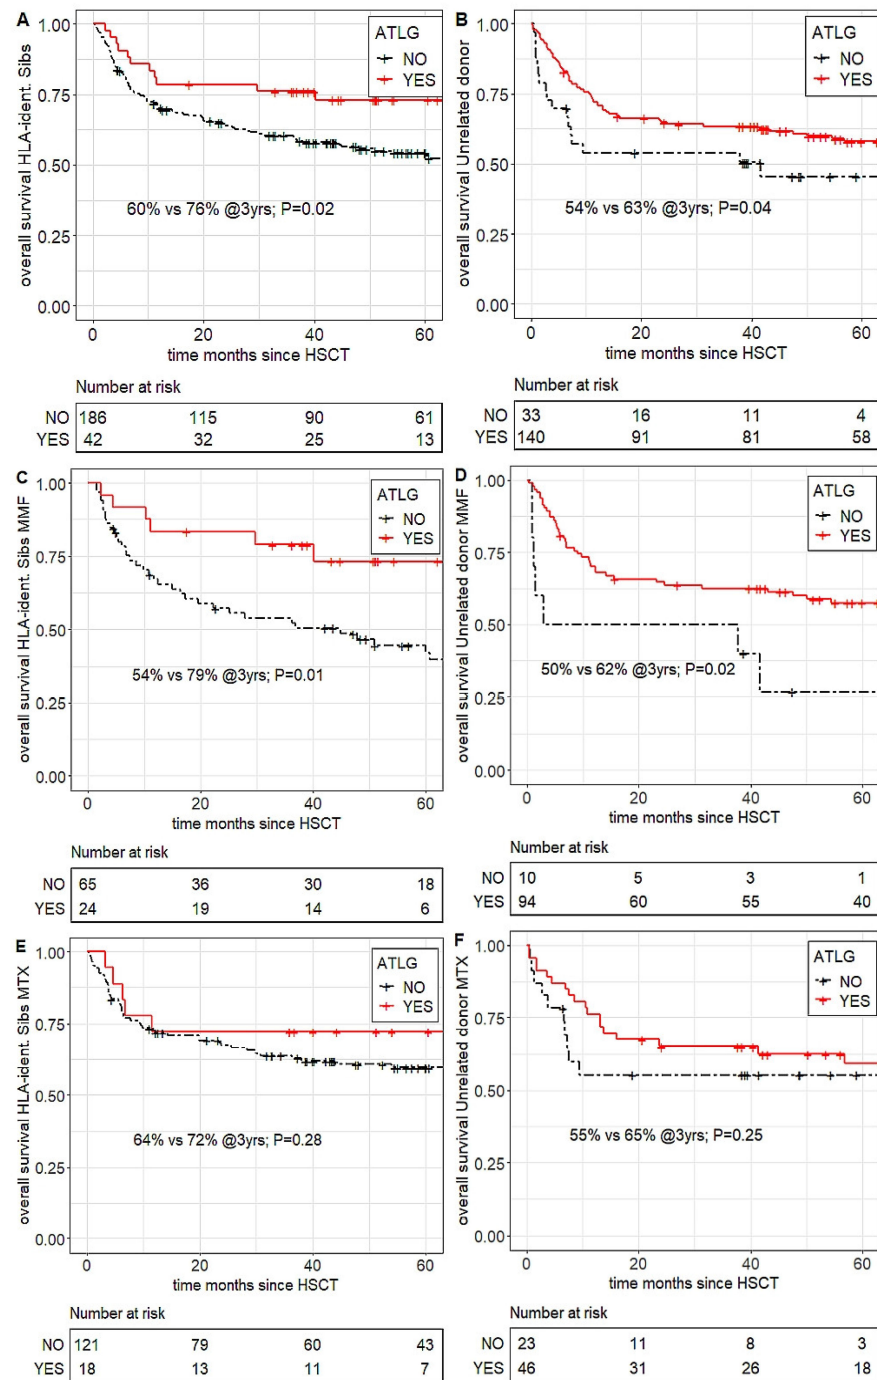 A
overall survival HLA-ident. Sibs
1.00
0.75
0.50
0.25
0.00
ATLG
NO
YES
60% vs 76% @3yrs; P=0.02
0 20 40 60
time months since HSCT
Number at risk
NO 186 115 90 61
YES 42 32 25 13
B
overall survival Unrelated donor
1.00
0.75
0.50
0.25
0.00
ATLG
NO
YES
54% vs 63% @3yrs; P=0.04
0 20 40 60
time months since HSCT
Number at risk
NO 33 16 11 4
YES 140 91 81 58
C
overall survival HLA-ident. Sibs MMF
1.00
0.75
0.50
0.25
0.00
ATLG
NO
YES
54% vs 79% @3yrs; P=0.01
0 20 40 60
time months since HSCT
Number at risk
NO 65 36 30 18
YES 24 19 14 6
D
overall survival Unrelated donor MMF
1.00
0.75
0.50
0.25
0.00
ATLG
NO
YES
50% vs 62% @3yrs; P=0.02
0 20 40 60
time months since HSCT
Number at risk
NO 10 5 3 1
YES 94 60 55 40
E
overall survival HLA-ident. Sibs MTX
1.00
0.75
0.50
0.25
0.00
ATLG
NO
YES
64% vs 72% @3yrs; P=0.28
0 20 40 60
time months since HSCT
Number at risk
NO 121 79 60 43
YES 18 13 11 7
F
overall survival Unrelated donor MTX
1.00
0.75
0.50
0.25
0.00
ATLG
NO
YES
55% vs 65% @3yrs; P=0.25
0 20 40 60
time months since HSCT
Number at risk
NO 23 11 8 3
YES 46 31 26 18